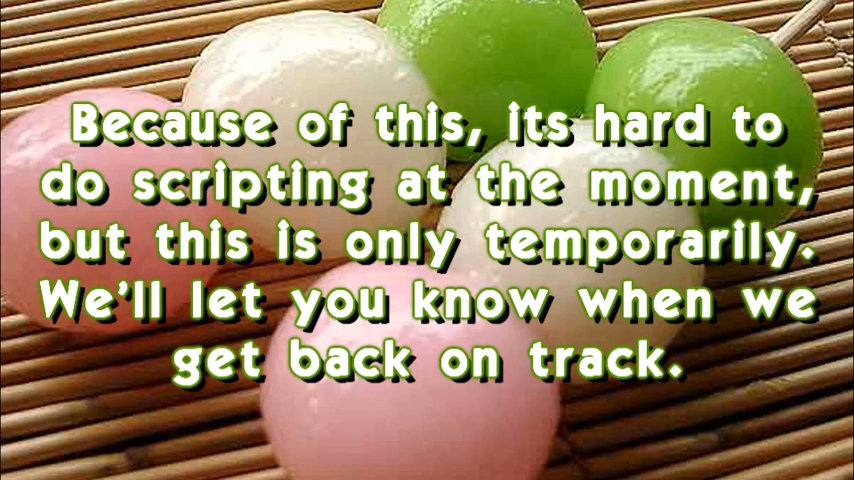 Because of this, its hard to
do scripting at the moment,
but this is only temporarily.
We'll let you know when we
get back on track.